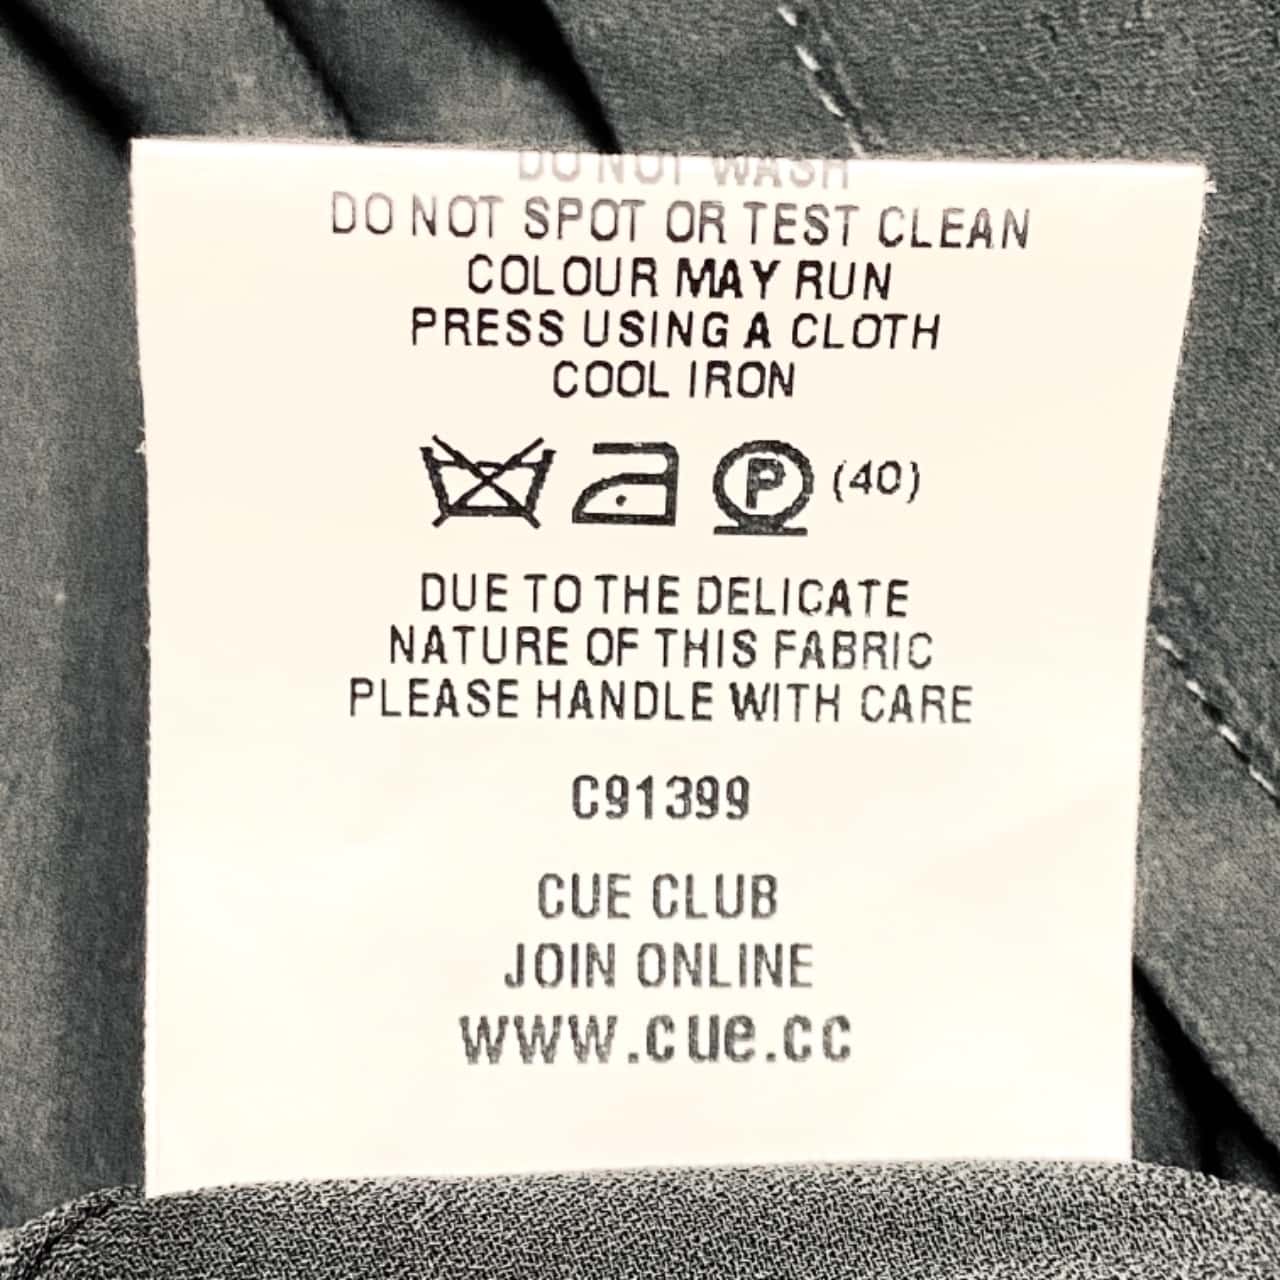 DO NOT WASH
DO NOT SPOT OR TEST CLEAN
COLOUR MAY RUN
PRESS USING A CLOTH
COOL IRON
P (40)
DUE TO THE DELICATE
NATURE OF THIS FABRIC
PLEASE HANDLE WITH CARE
C91399
CUE CLUB
JOIN ONLINE
www.cue.cc